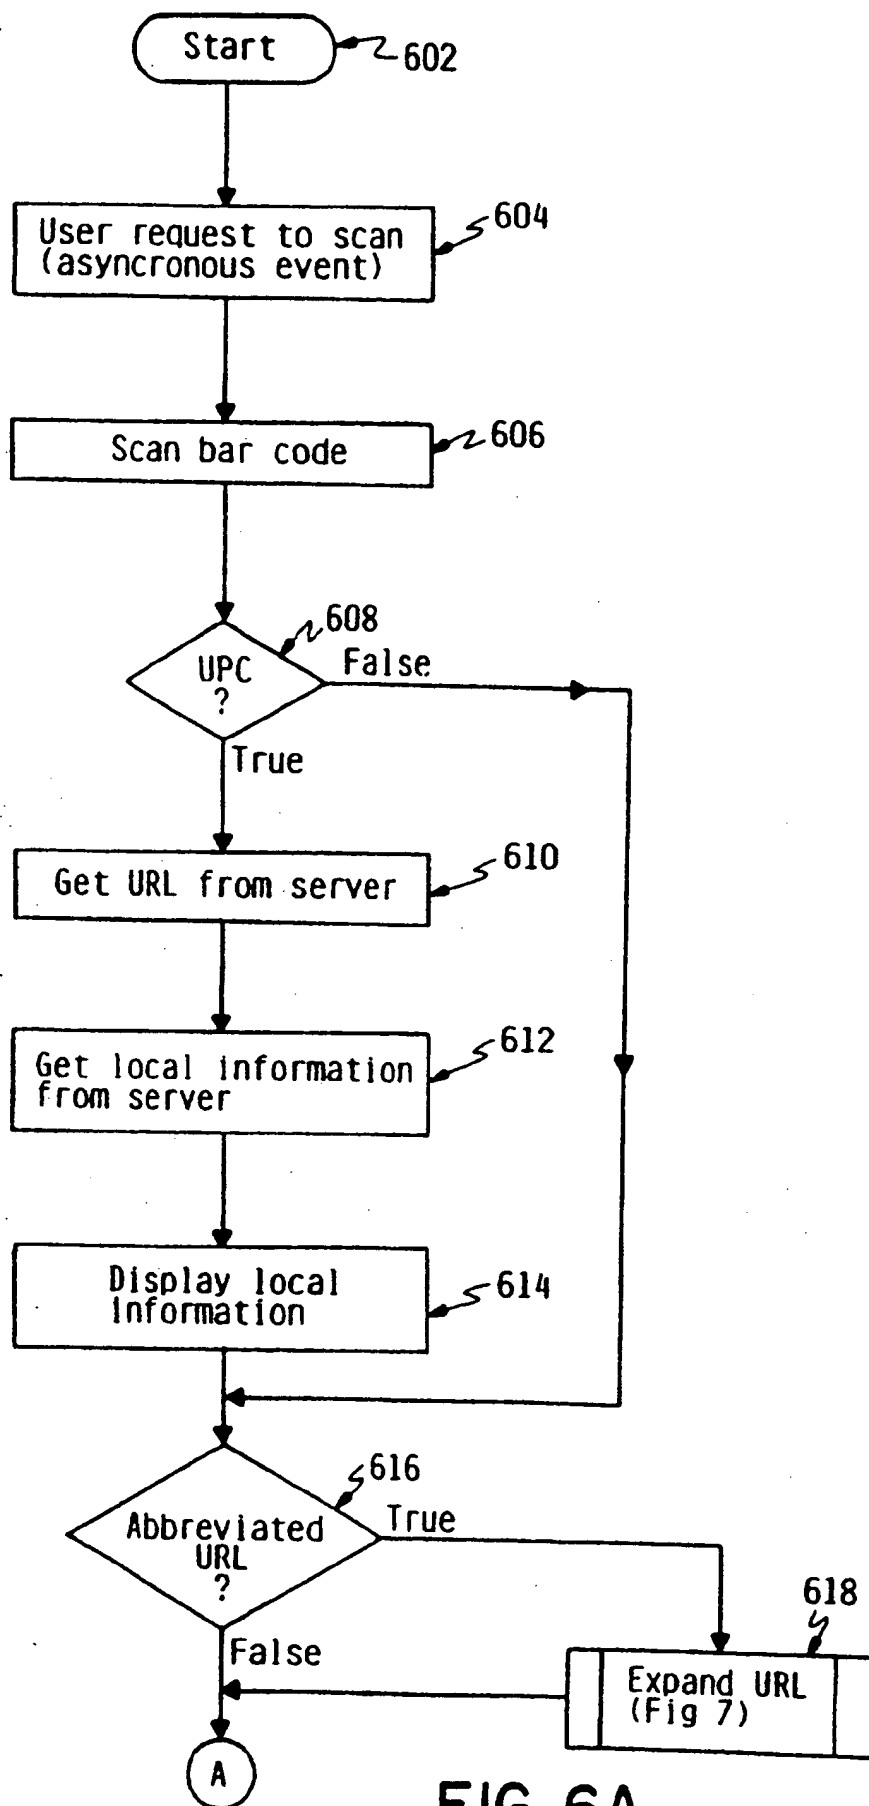 Start
602
User request to scan
(asyncronous event)
604
Scan bar code
606
608
UPC
?
False
True
Get URL from server
610
Get local information
from server
612
Display local
information
614
616
Abbreviated
URL
?
True
False
618
Expand URL
(Fig 7)
A
FIG. 6A